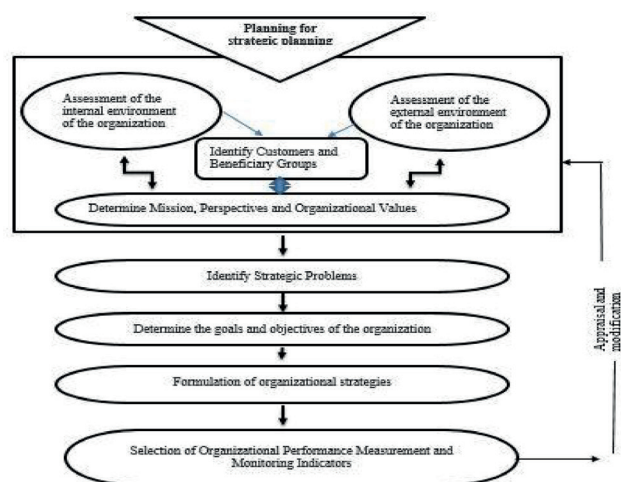 Planning for
strategic planning
Assessment of the
internal environment
of the organization
Assessment of the
external environment
of the organization
Identify Customers and
Beneficiary Groups
Determine Mission, Perspectives and Organizational Values
Identify Strategic Problems
Determine the goals and objectives of the organization
Formulation of organizational strategies
Selection of Organizational Performance Measurement and
Monitoring Indicators
Appraisal and
modification